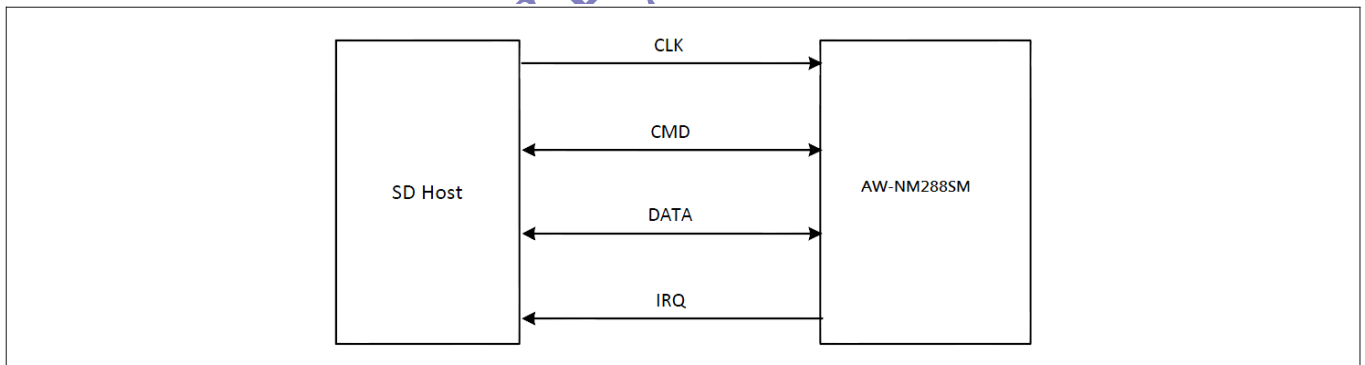 CLK
CMD
SD Host
AW-NM288SM
DATA
IRQ